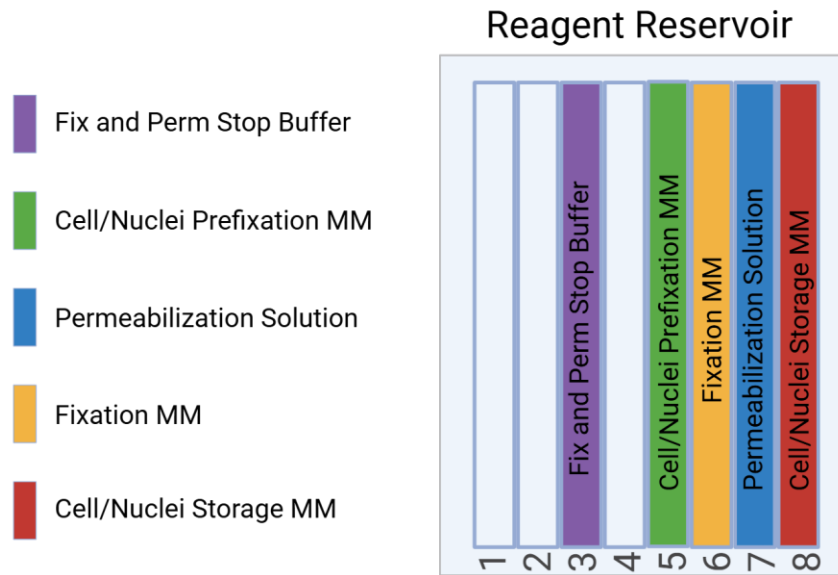 Reagent Reservoir
Fix and Perm Stop Buffer
Cell/Nuclei Prefixation MM
Permeabilization Solution
Fixation MM
Cell/Nuclei Storage MM
Fix and Perm Stop Buffer
Cell/Nuclei Prefixation MM
Fixation MM
Permeabilization Solution
Cell/Nuclei Storage MM
1
2
3
4
5
6
7
8